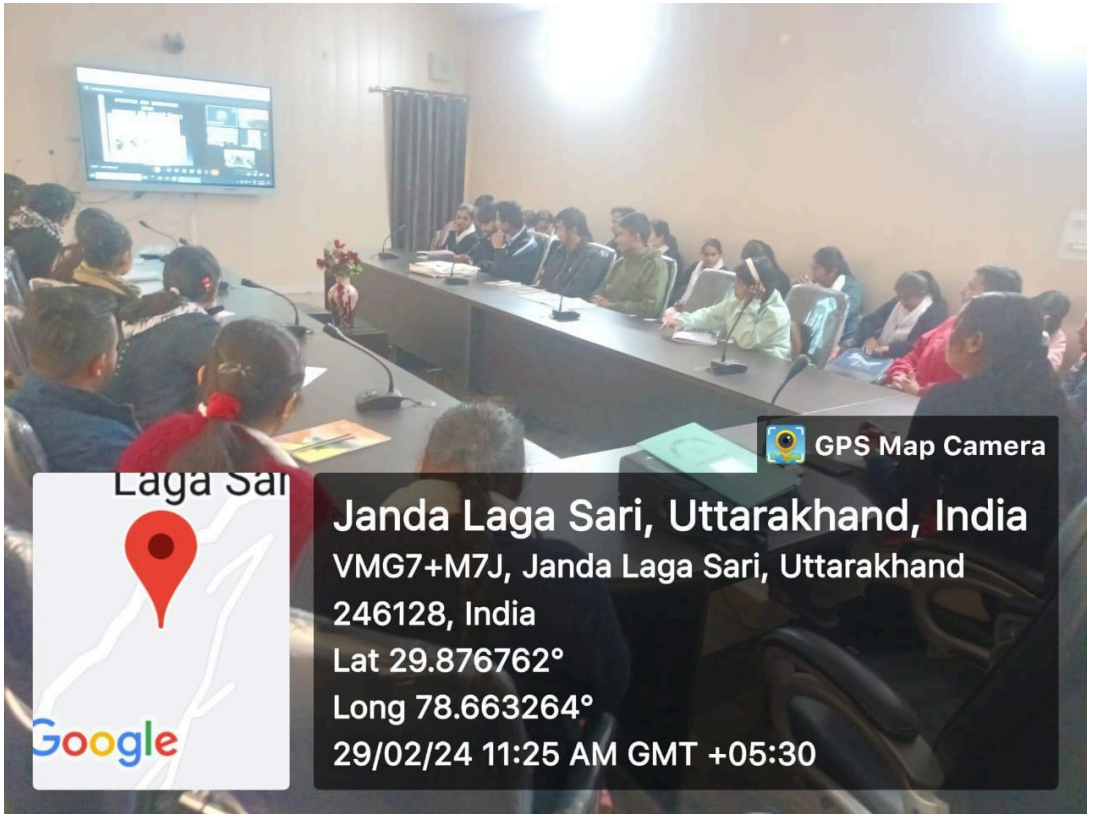 GPS Map Camera
Laga Sari
Janda Laga Sari, Uttarakhand, India
VMG7+M7J, Janda Laga Sari, Uttarakhand
246128, India
Lat 29.876762°
Long 78.663264°
29/02/24 11:25 AM GMT +05:30
Google